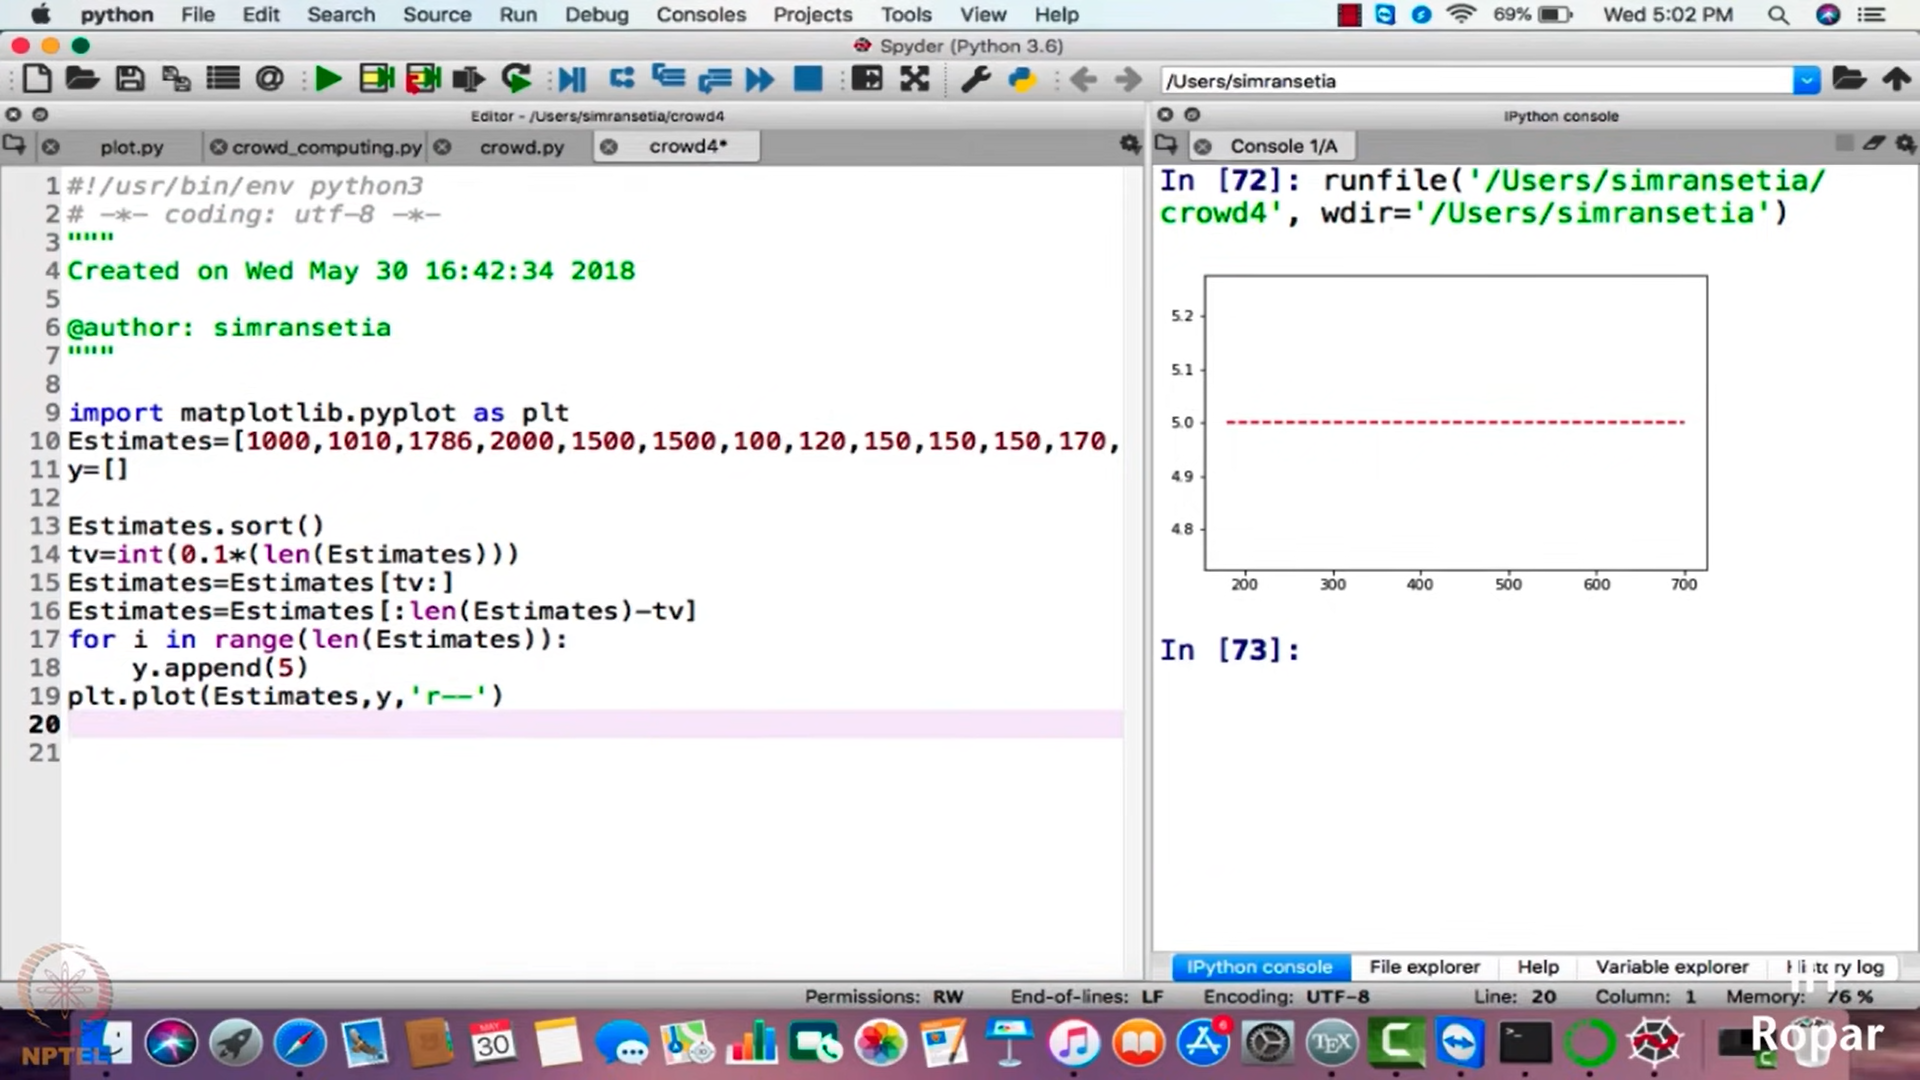 python File Edit Search Source Run Debug Consoles Projects Tools View Help 69% Wed 5:02 PM
Spyder (Python 3.6)
/Users/simransetia
Editor - /Users/simransetia/crowd4
IPython console
plot.py crowd_computing.py crowd.py crowd4*
Console 1/A
1 #!/usr/bin/env python3
2 # -*- coding: utf-8 -*-
3 """
4 Created on Wed May 30 16:42:34 2018
5
6 @author: simransetia
7 """
8
9 import matplotlib.pyplot as plt
10 Estimates=[1000,1010,1786,2000,1500,1500,100,120,150,150,150,170,
11 y=[]
12
13 Estimates.sort()
14 tv=int(0.1*(len(Estimates)))
15 Estimates=Estimates[tv:]
16 Estimates=Estimates[:len(Estimates)-tv]
17 for i in range(len(Estimates)):
18     y.append(5)
19 plt.plot(Estimates,y,'r--')
20
21
In [72]: runfile('/Users/simransetia/
crowd4', wdir='/Users/simransetia')
5.2
5.1
5.0
4.9
4.8
200 300 400 500 600 700
In [73]:
IPython console File explorer Help Variable explorer History log
Permissions: RW End-of-lines: LF Encoding: UTF-8 Line: 20 Column: 1 Memory: 76 %
MAY
30
TEX
6
NPTEL
Ropar